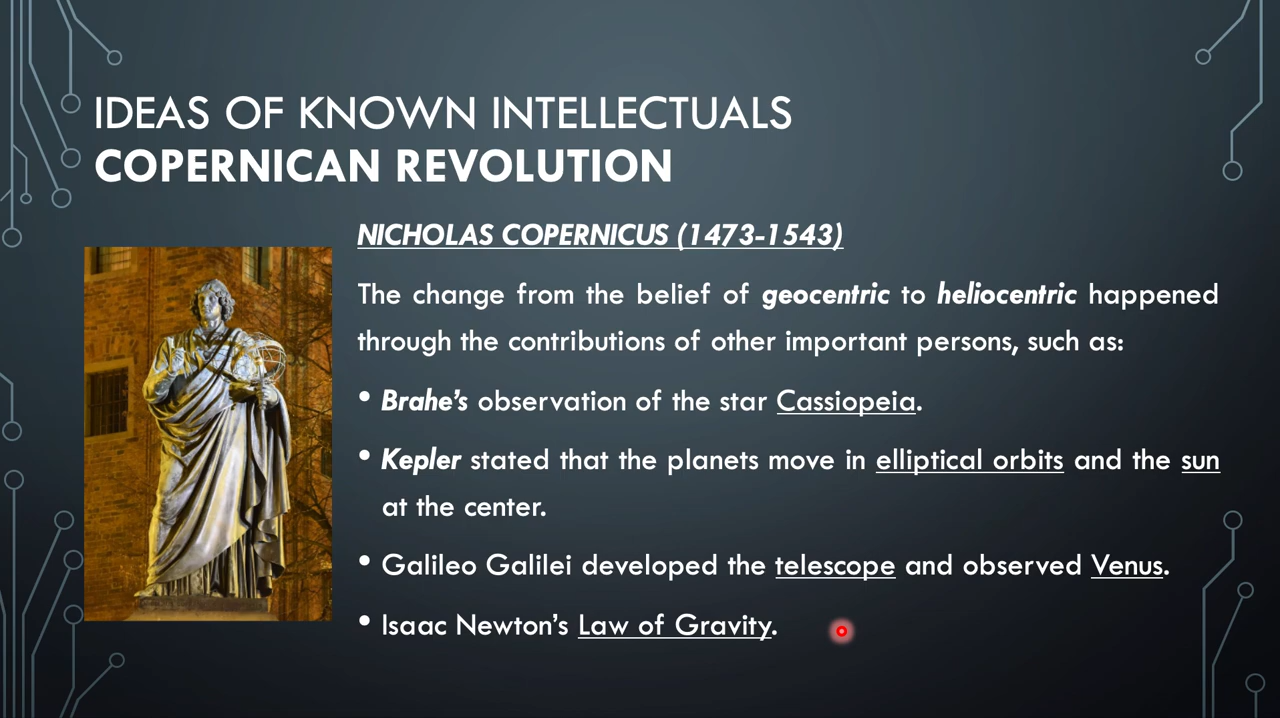 IDEAS OF KNOWN INTELLECTUALS
COPERNICAN REVOLUTION
NICHOLAS COPERNICUS (1473-1543)
The change from the belief of geocentric to heliocentric happened
through the contributions of other important persons, such as:
• Brahe’s observation of the star Cassiopeia.
• Kepler stated that the planets move in elliptical orbits and the sun
at the center.
• Galileo Galilei developed the telescope and observed Venus.
• Isaac Newton’s Law of Gravity.